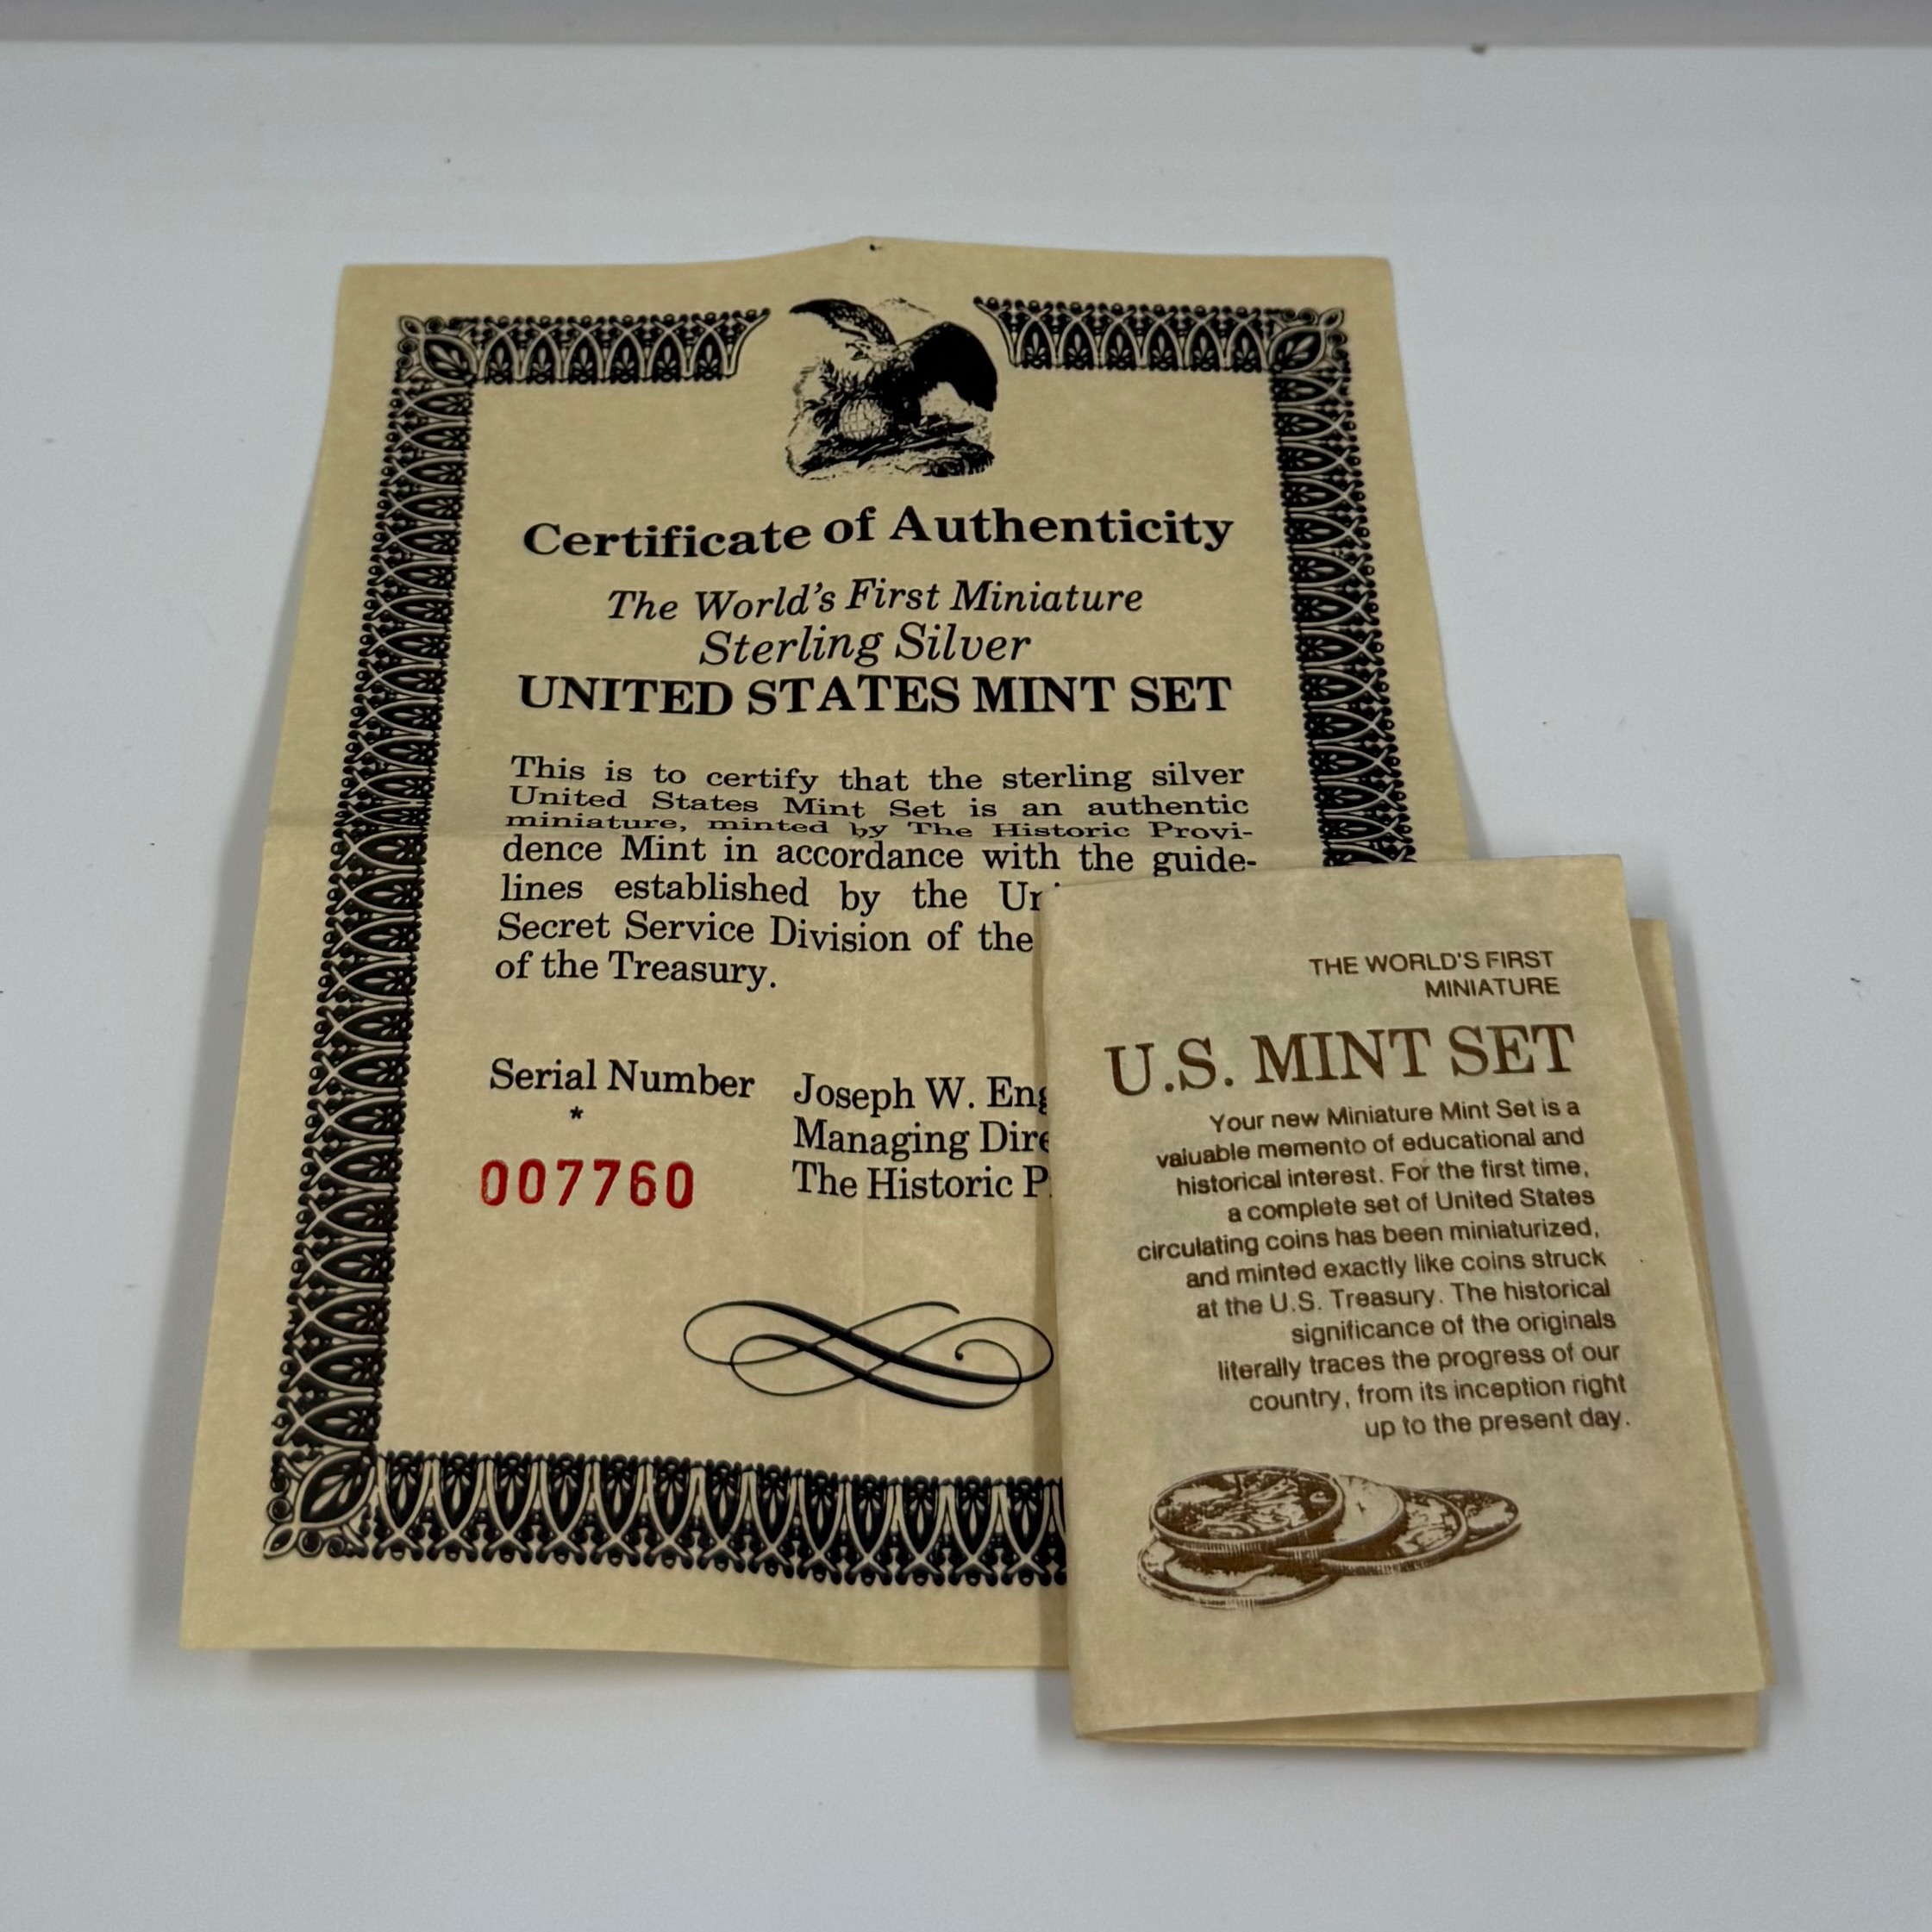 Certificate of Authenticity
The World's First Miniature
Sterling Silver
UNITED STATES MINT SET
This is to certify that the sterling silver
United States Mint Set is an authentic
miniature, minted by The Historic Provi-
dence Mint in accordance with the guide-
lines established by the
Secret Service Division of the
of the Treasury.
Serial Number
*
007760
Joseph W.
Managing
The Historic
THE WORLD'S FIRST
MINIATURE
U.S. MINT SET
Your new Miniature Mint Set is a
valuable memento of educational and
historical interest. For the first time,
a complete set of United States
circulating coins has been miniaturized,
and minted exactly like coins struck
at the U.S. Treasury. The historical
significance of the originals
literally traces the progress of our
country, from its inception right
up to the present day.